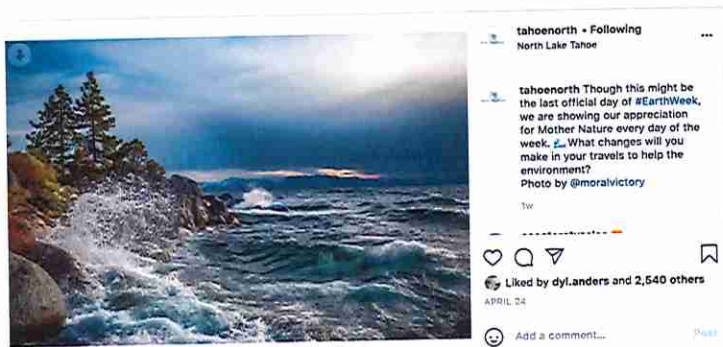 tahoenorth • Following
North Lake Tahoe
tahoenorth Though this might be
the last official day of #EarthWeek,
we are showing our appreciation
for Mother Nature every day of the
week. 🌊 What changes will you
make in your travels to help the
environment?
Photo by @moralvictory
1w
Liked by dyl.anders and 2,540 others
APRIL 24
Add a comment...
Post